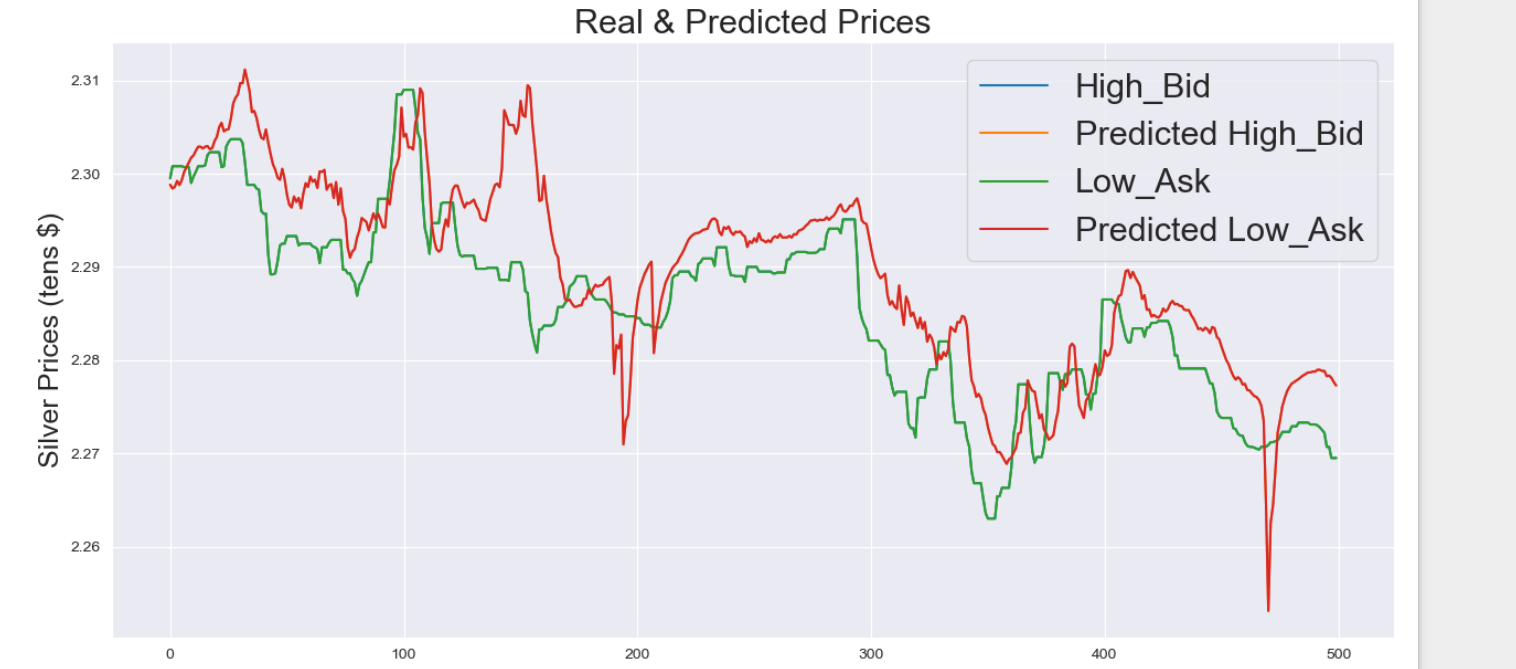 Real & Predicted Prices
Silver Prices (tens $)
2.31
2.30
2.29
2.28
2.27
2.26
High_Bid
Predicted High_Bid
Low_Ask
Predicted Low_Ask
0
100
200
300
400
500